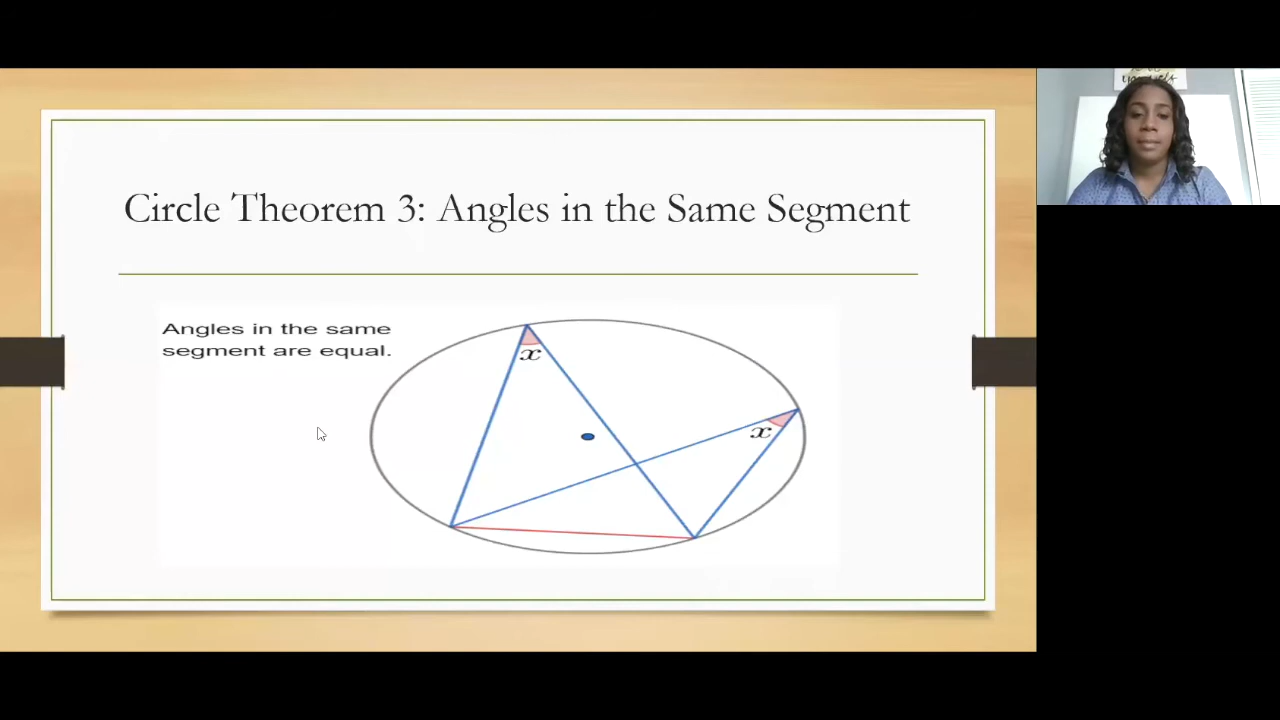 Circle Theorem 3: Angles in the Same Segment
Angles in the same
segment are equal.
x
x